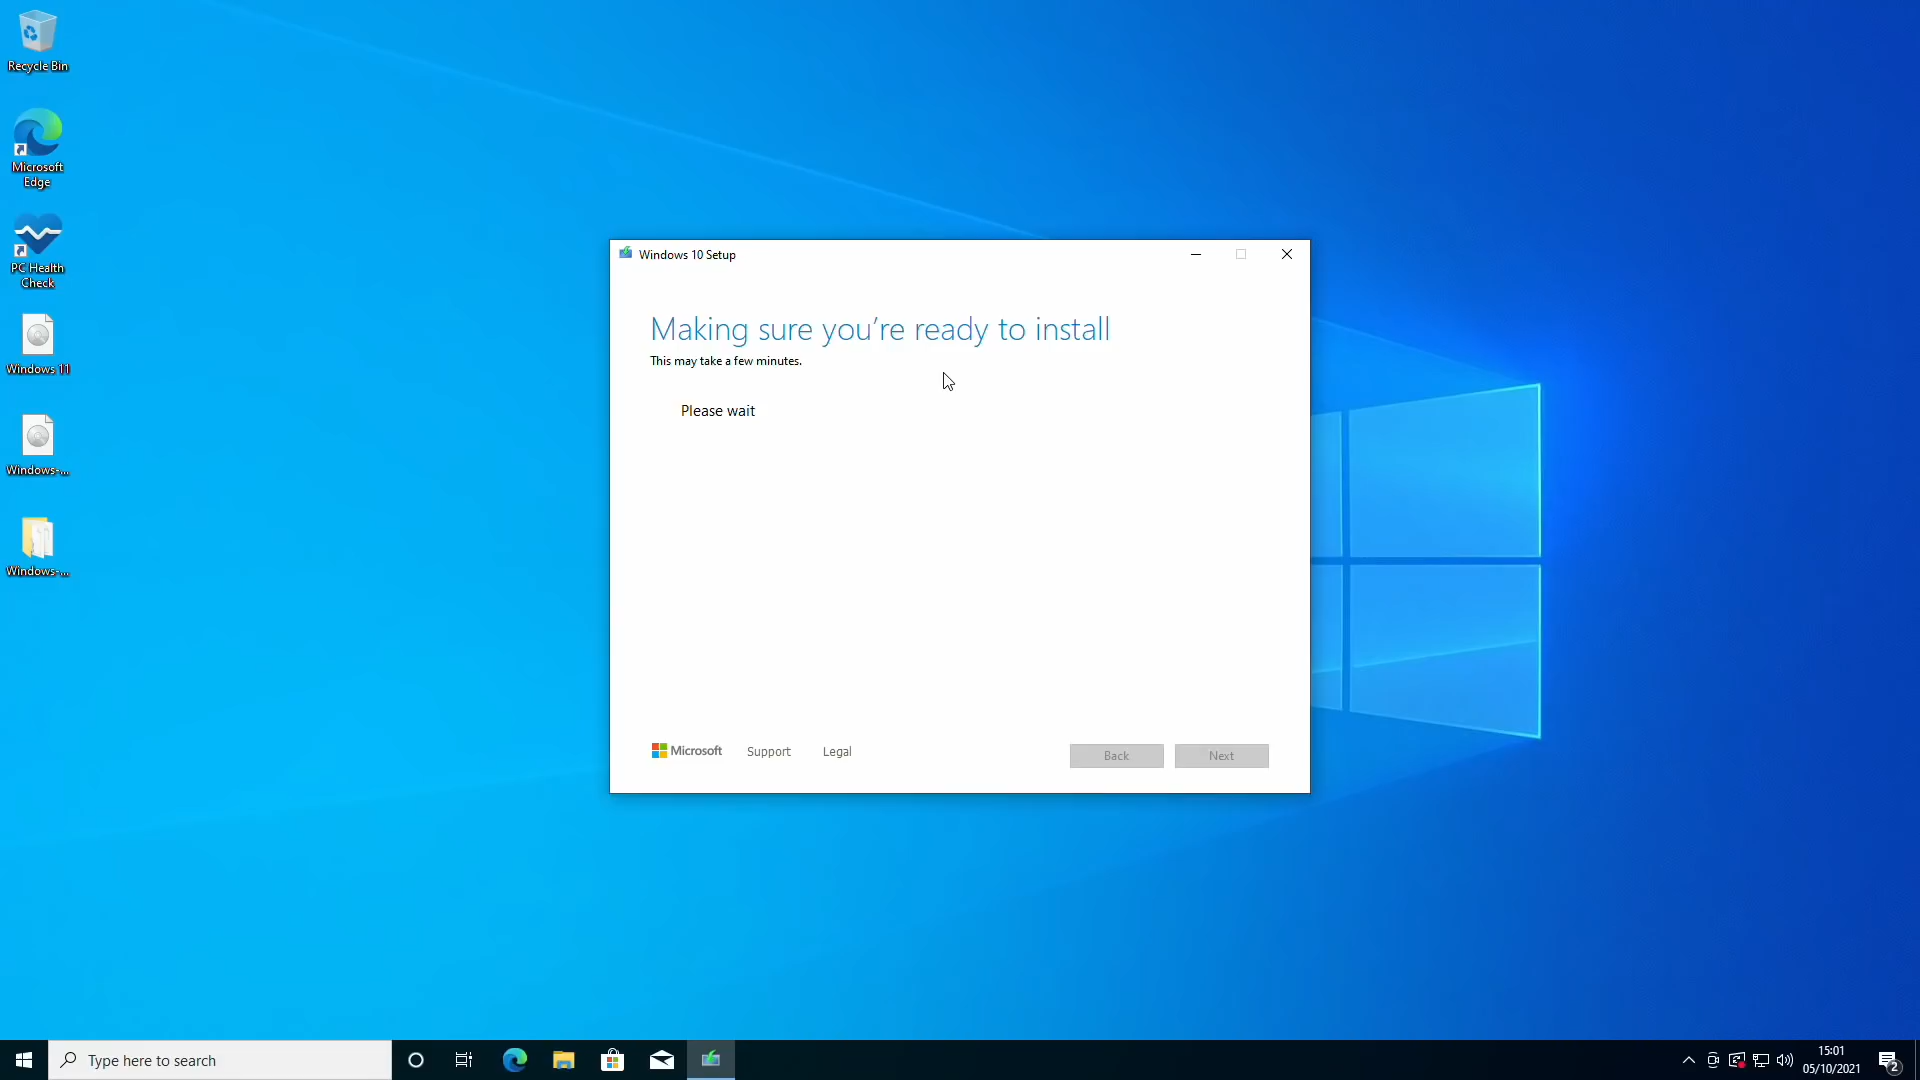 Recycle Bin
Microsoft
Edge
PC Health
Check
Windows 11
Windows-...
Windows-...
Windows 10 Setup
Making sure you’re ready to install
This may take a few minutes.
Please wait
Microsoft
Support
Legal
Back
Next
Type here to search
15:01
05/10/2021
2